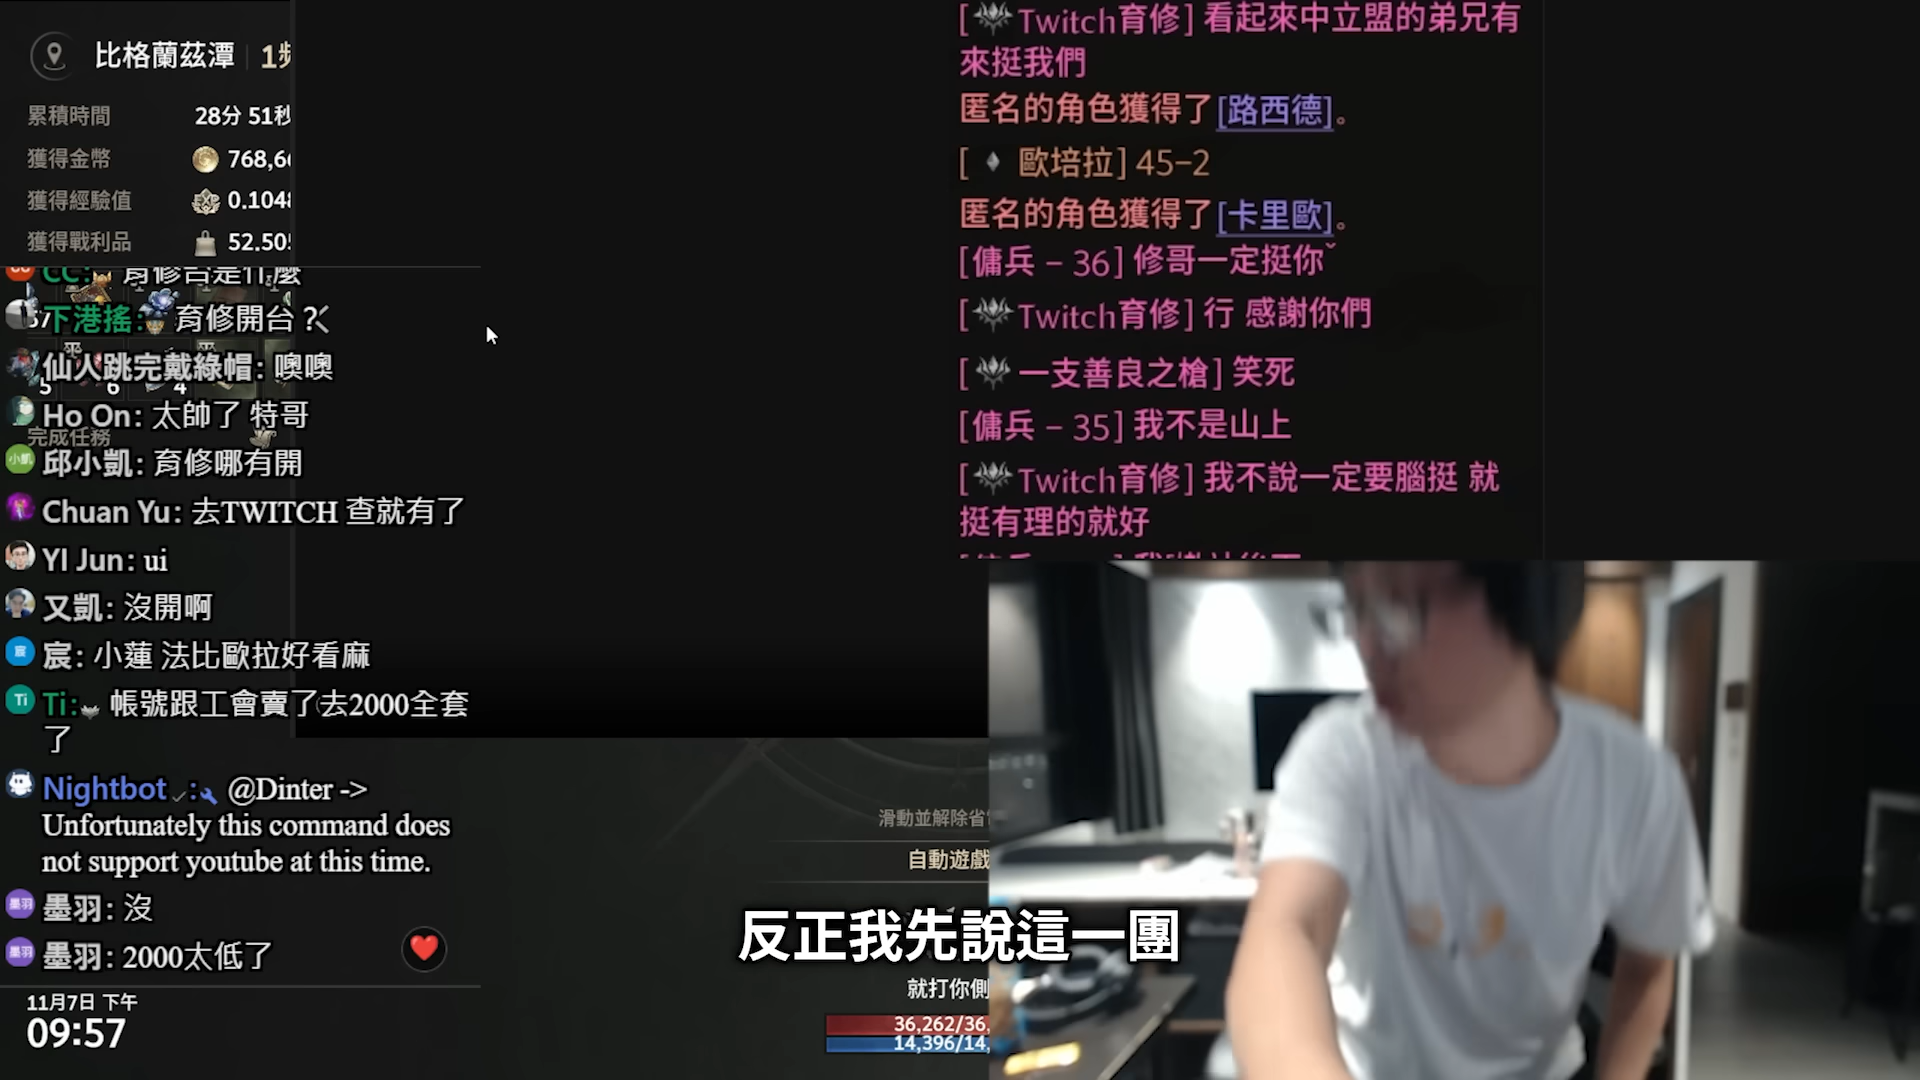 比格蘭茲潭
累積時間 28分 51秒
獲得金幣 768,6
獲得經驗值 0.104
獲得戰利品 52.50
下港搖: 育修開台?
仙人跳完戴綠帽: 噢噢
5 6 4
Ho On: 太帥了 特哥
完成任務
邱小凱: 育修哪有開
Chuan Yu: 去TWITCH 查就有了
YI Jun: ui
又凱: 沒開啊
宸: 小蓮 法比歐拉好看麻
Ti: 帳號跟工會賣了去2000全套
了
Nightbot: @Dinter ->
Unfortunately this command does
not support youtube at this time.
墨羽: 沒
墨羽: 2000太低了
11月7日 下午
09:57
[Twitch育修] 看起來中立盟的弟兄有
來挺我們
匿名的角色獲得了[路西德]。
[歐培拉] 45-2
匿名的角色獲得了[卡里歐]。
[傭兵 - 36] 修哥一定挺你ˇ
[Twitch育修] 行 感謝你們
[一支善良之槍] 笑死
[傭兵 - 35] 我不是山上
[Twitch育修] 我不說一定要腦挺 就
挺有理的就好
滑動並解除省
自動遊戲
反正我先說這一團
就打你側
36,262/36,
14,396/14,